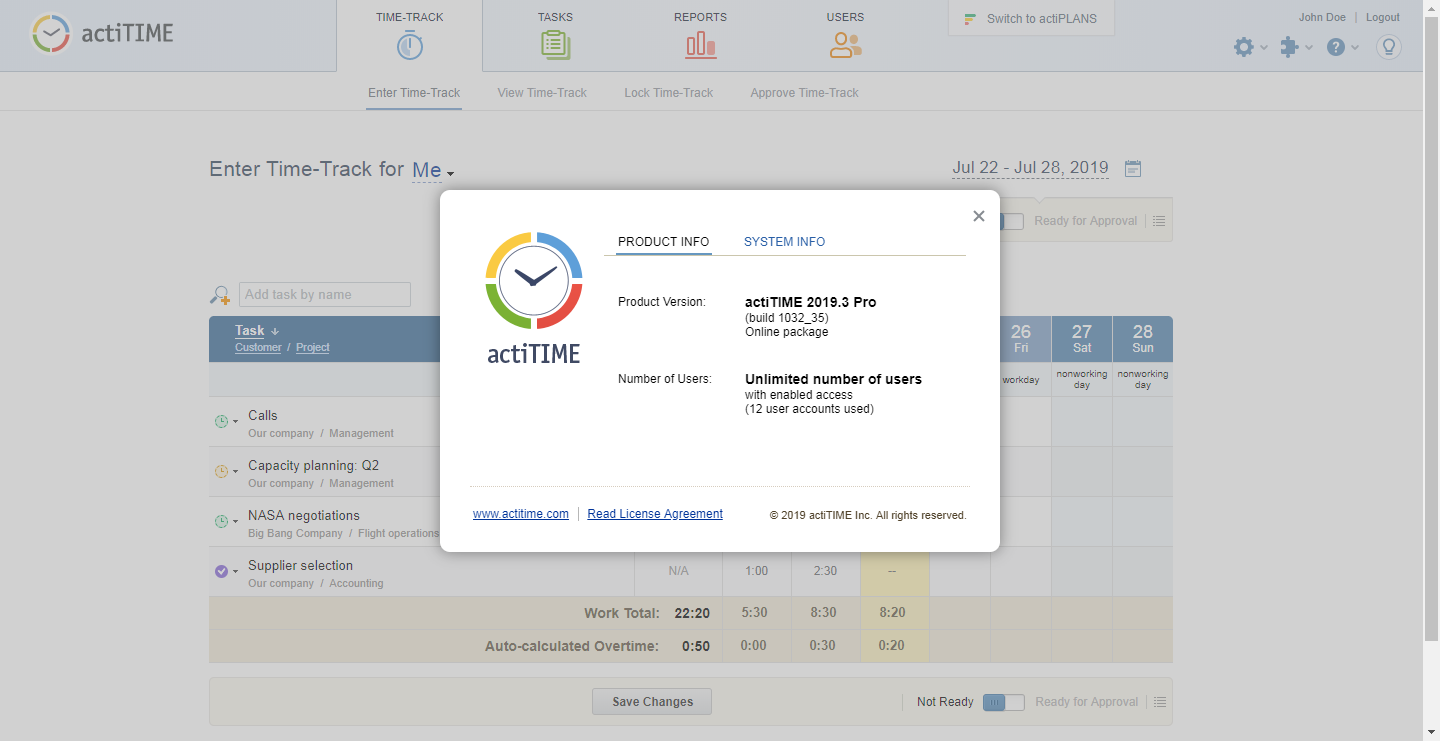 actiTIME
TIME-TRACK
TASKS
REPORTS
USERS
Switch to actiPLANS
John Doe | Logout
Enter Time-Track
View Time-Track
Lock Time-Track
Approve Time-Track
Enter Time-Track for Me
Jul 22 - Jul 28, 2019
Ready for Approval
Add task by name
Task
Customer / Project
26
Fri
27
Sat
28
Sun
workday
nonworking
day
nonworking
day
Calls
Our company / Management
Capacity planning: Q2
Our company / Management
NASA negotiations
Big Bang Company / Flight operations
Supplier selection
Our company / Accounting
N/A
1:00
2:30
--
Work Total: 22:20 5:30 8:30 8:20
Auto-calculated Overtime: 0:50 0:00 0:30 0:20
Save Changes
Not Ready
Ready for Approval
actiTIME
PRODUCT INFO
SYSTEM INFO
Product Version:
actiTIME 2019.3 Pro
(build 1032_35)
Online package
Number of Users:
Unlimited number of users
with enabled access
(12 user accounts used)
www.actitime.com | Read License Agreement
© 2019 actiTIME Inc. All rights reserved.